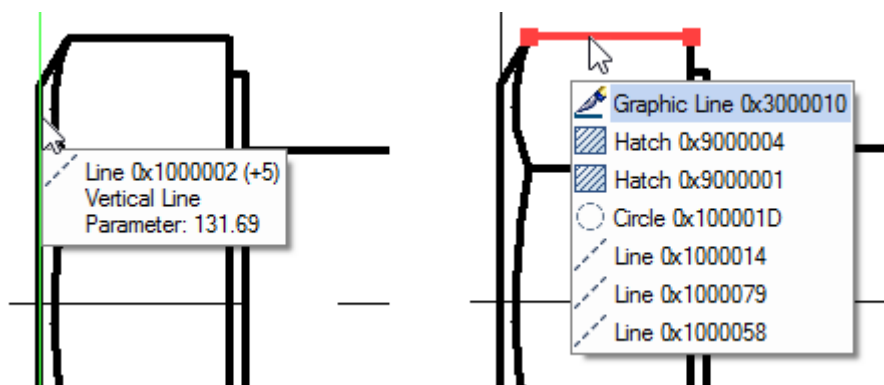 Line 0x1000002 (+5)
Vertical Line
Parameter: 131.69
Graphic Line 0x3000010
Hatch 0x9000004
Hatch 0x9000001
Circle 0x100001D
Line 0x1000014
Line 0x1000079
Line 0x1000058